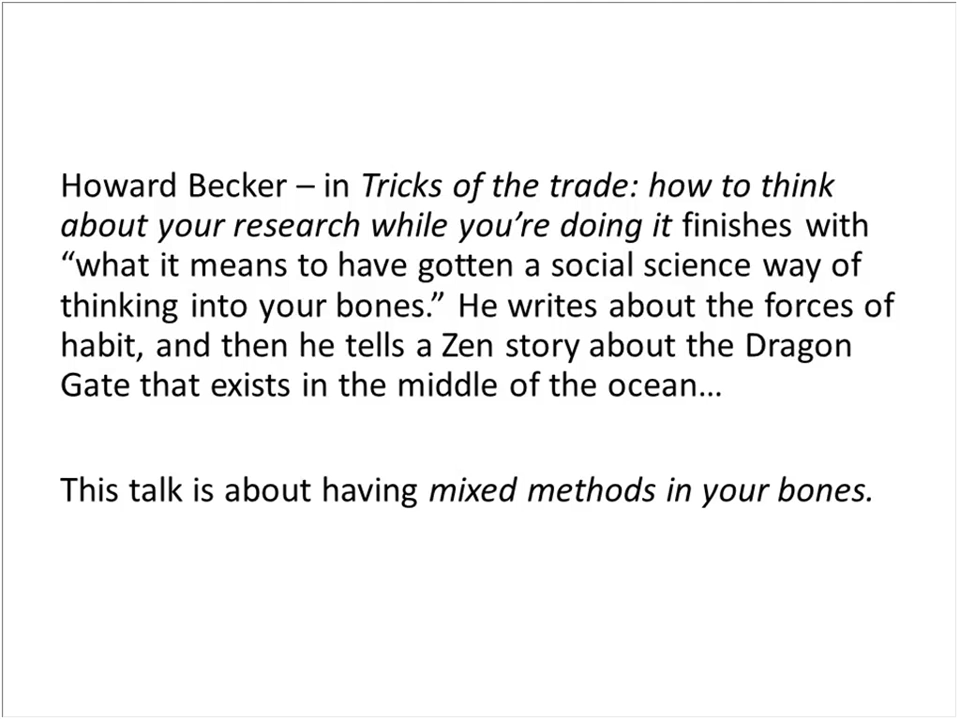 Howard Becker – in Tricks of the trade: how to think
about your research while you’re doing it finishes with
“what it means to have gotten a social science way of
thinking into your bones.” He writes about the forces of
habit, and then he tells a Zen story about the Dragon
Gate that exists in the middle of the ocean…
This talk is about having mixed methods in your bones.